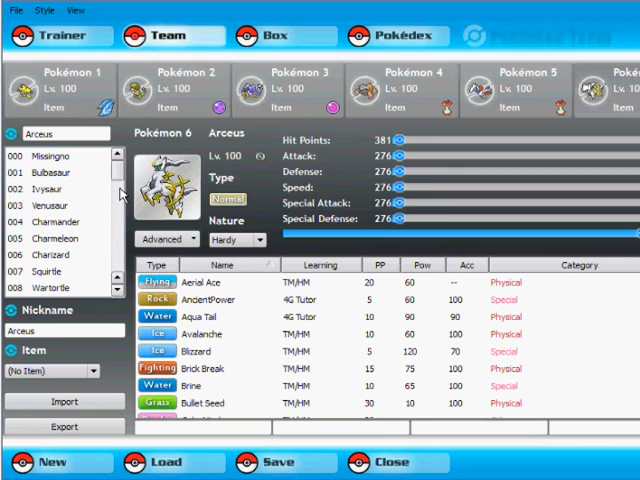 File Style View
Trainer Team Box Pokédex
Pokémon 1 Pokémon 2 Pokémon 3 Pokémon 4 Pokémon 5 Poké
Lv. 100 Lv. 100 Lv. 100 Lv. 100 Lv. 100 Lv. 10
Item Item Item Item Item Item
Arceus
000 Missingno
001 Bulbasaur
002 Ivysaur
003 Venusaur
004 Charmander
005 Charmeleon
006 Charizard
007 Squirtle
008 Wartortle
Nickname
Arceus
Item
(No Item)
Import
Export
Pokémon 6
Advanced
Arceus
Lv. 100
Type
Normal
Nature
Hardy
Hit Points: 381
Attack: 276
Defense: 276
Speed: 276
Special Attack: 276
Special Defense: 276
Type Name Learning PP Pow Acc Category
Flying Aerial Ace TM/HM 20 60 -- Physical
Rock AncientPower 4G Tutor 5 60 100 Special
Water Aqua Tail 4G Tutor 10 90 90 Physical
Ice Avalanche TM/HM 10 60 100 Physical
Ice Blizzard TM/HM 5 120 70 Special
Fighting Brick Break TM/HM 15 75 100 Physical
Water Brine TM/HM 10 65 100 Special
Grass Bullet Seed TM/HM 30 10 100 Physical
New Load Save Close